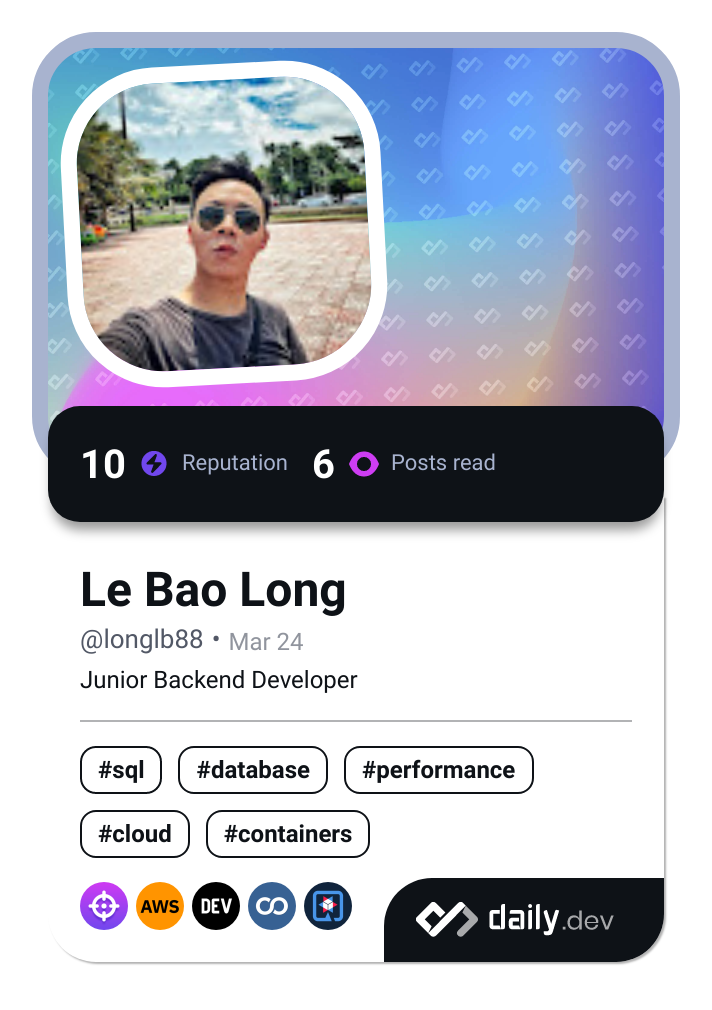 10 Reputation 6 Posts read
Le Bao Long
@longlb88 • Mar 24
Junior Backend Developer
#sql #database #performance
#cloud #containers
AWS DEV
daily.dev